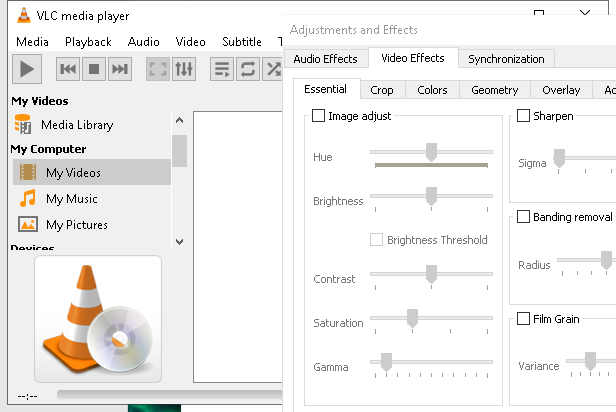 VLC media player
Media Playback Audio Video Subtitle
My Videos
Media Library
My Computer
My Videos
My Music
My Pictures
Devices
--:--
Adjustments and Effects
Audio Effects Video Effects Synchronization
Essential Crop Colors Geometry Overlay
Image adjust
Hue
Brightness
Brightness Threshold
Contrast
Saturation
Gamma
Sharpen
Sigma
Banding removal
Radius
Film Grain
Variance